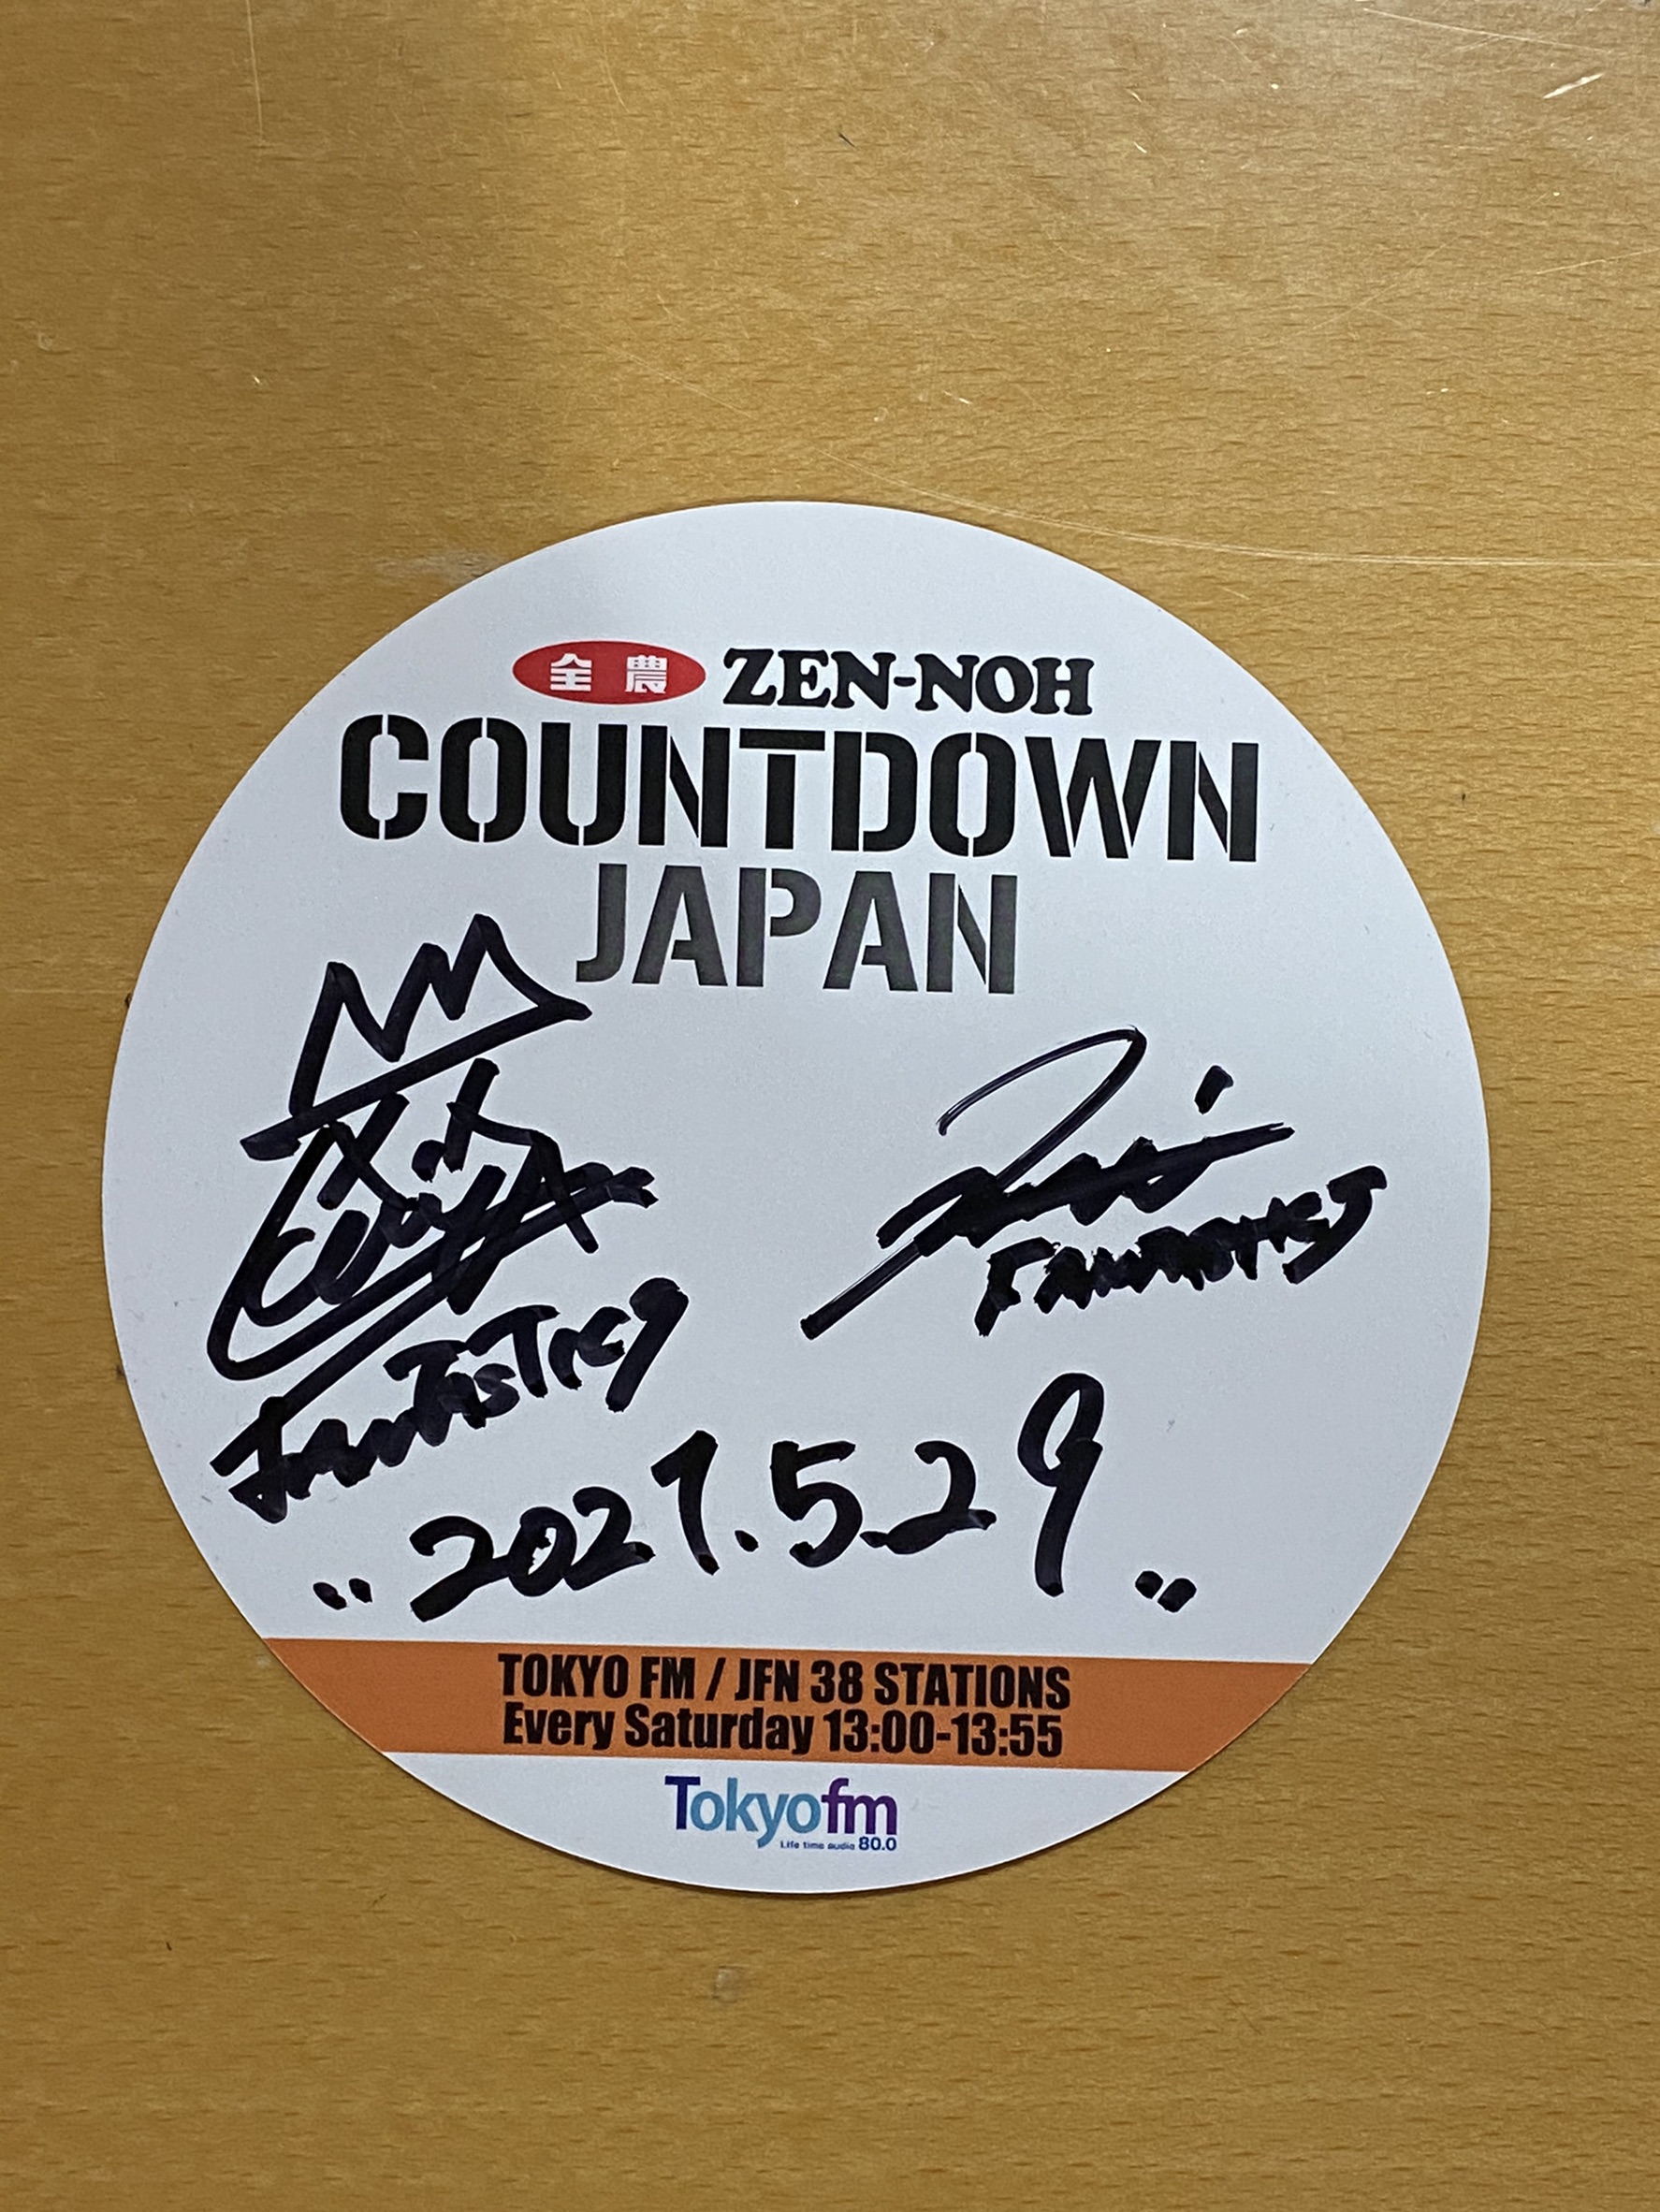 全農 ZEN-NOH
COUNTDOWN
JAPAN
FANTASTICS
FANTASTICS
"2021.5.29"
TOKYO FM / JFN 38 STATIONS
Every Saturday 13:00-13:55
Tokyofm
Life time audio 80.0